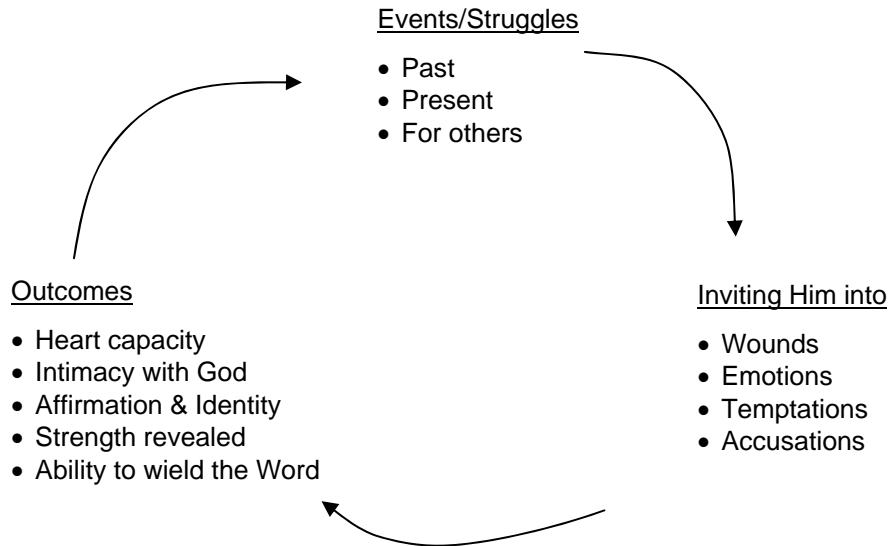 Events/Struggles
• Past
• Present
• For others
Inviting Him into
• Wounds
• Emotions
• Temptations
• Accusations
Outcomes
• Heart capacity
• Intimacy with God
• Affirmation & Identity
• Strength revealed
• Ability to wield the Word